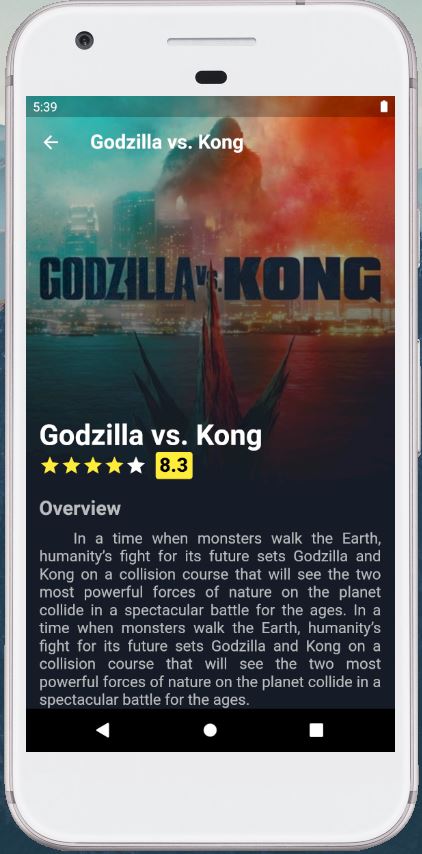 5:39
Godzilla vs. Kong
GODZILLA vs. KONG
Godzilla vs. Kong
8.3
Overview
In a time when monsters walk the Earth,
humanity’s fight for its future sets Godzilla and
Kong on a collision course that will see the two
most powerful forces of nature on the planet
collide in a spectacular battle for the ages. In a
time when monsters walk the Earth, humanity’s
fight for its future sets Godzilla and Kong on a
collision course that will see the two most
powerful forces of nature on the planet collide in a
spectacular battle for the ages.